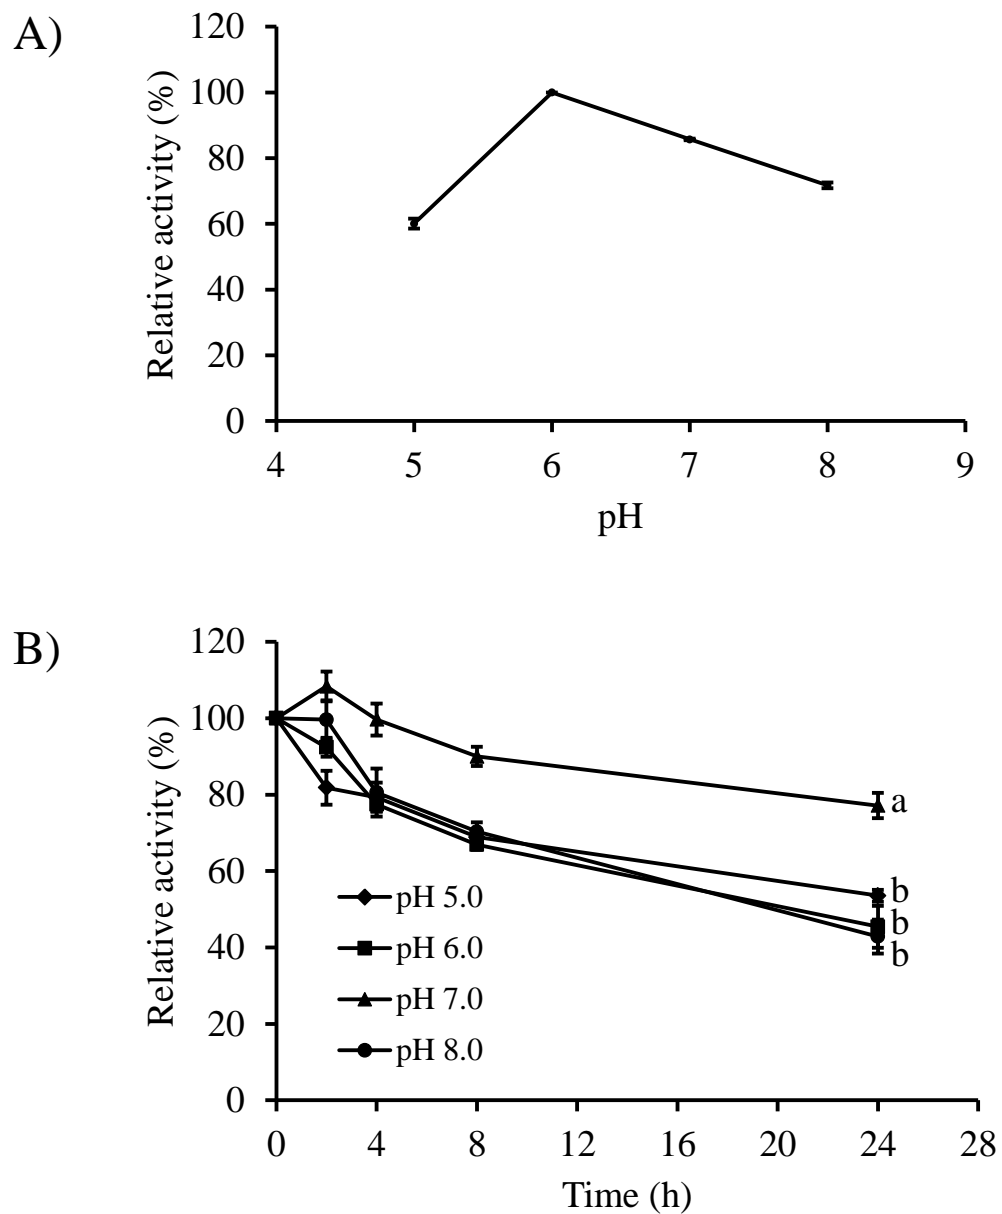 A)
120
100
80
60
40
20
0
Relative activity (%)
4 5 6 7 8 9
pH
B)
120
100
80
60
40
20
0
Relative activity (%)
a
b
b
b
pH 5.0
pH 6.0
pH 7.0
pH 8.0
0 4 8 12 16 20 24 28
Time (h)